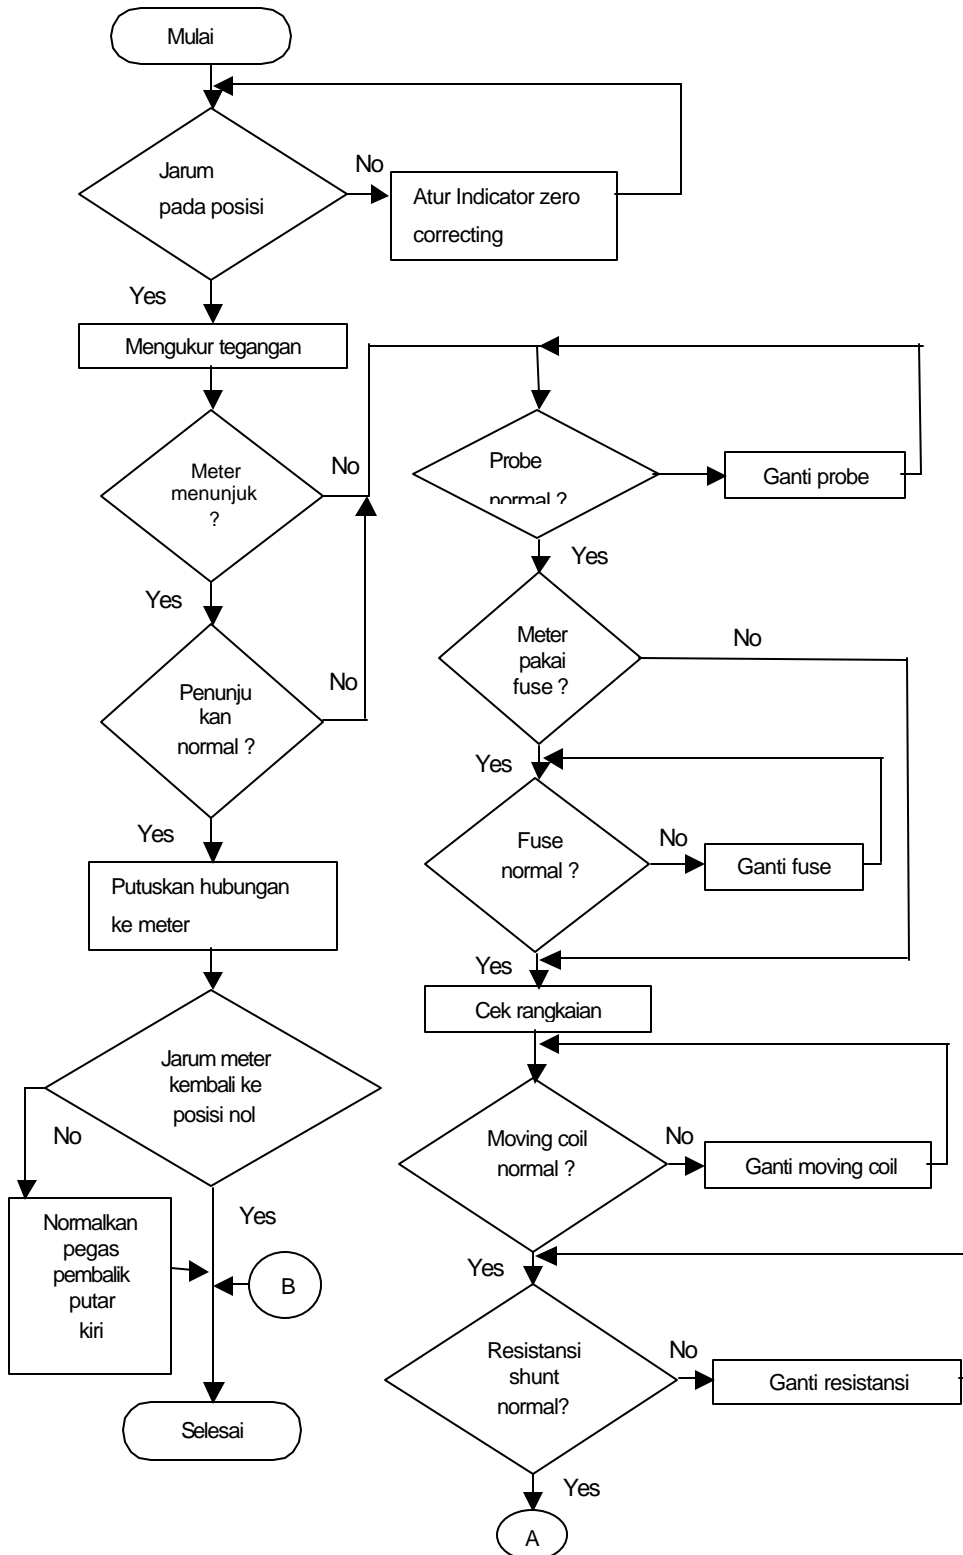 Mulai
Jarum
pada posisi
No
Atur Indicator zero
correcting
Yes
Mengukur tegangan
Meter
menunjuk
?
No
Yes
Penunju
kan
normal ?
No
Yes
Putuskan hubungan
ke meter
Jarum meter
kembali ke
posisi nol
No
Normalkan
pegas
pembalik
putar
kiri
Yes
B
Selesai
Probe
normal ?
Ganti probe
Yes
Meter
pakai
fuse ?
No
Yes
Fuse
normal ?
No
Ganti fuse
Yes
Cek rangkaian
Moving coil
normal ?
No
Ganti moving coil
Yes
Resistansi
shunt
normal?
No
Ganti resistansi
Yes
A